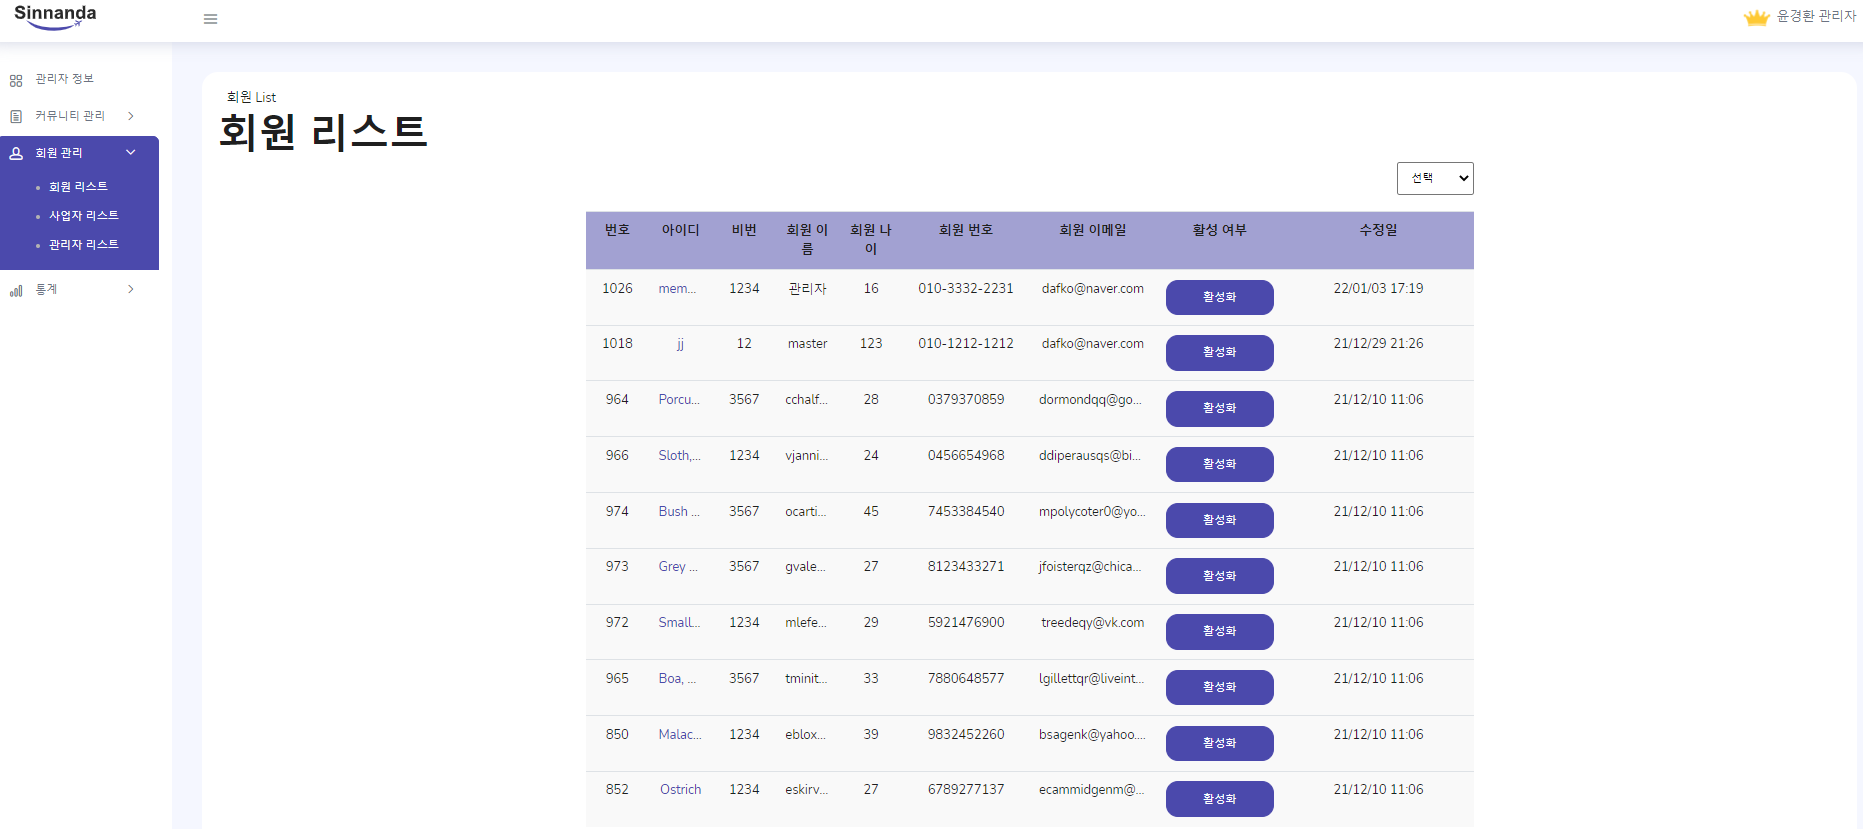 Sinnanda
윤경환 관리자
관리자 정보
커뮤니티 관리
회원 관리
회원 리스트
사업자 리스트
관리자 리스트
통계
회원 List
회원 리스트
선택
번호 아이디 비번 회원 이름 회원 나이 회원 번호 회원 이메일 활성 여부 수정일
1026 mem... 1234 관리자 16 010-3332-2231 dafko@naver.com 활성화 22/01/03 17:19
1018 jj 12 master 123 010-1212-1212 dafko@naver.com 활성화 21/12/29 21:26
964 Porcu... 3567 cchalf... 28 0379370859 dormondqq@go... 활성화 21/12/10 11:06
966 Sloth,... 1234 vjanni... 24 0456654968 ddiperausqs@bi... 활성화 21/12/10 11:06
974 Bush ... 3567 ocarti... 45 7453384540 mpolycoter0@yo... 활성화 21/12/10 11:06
973 Grey ... 3567 gvale... 27 8123433271 jfoisterqz@chica... 활성화 21/12/10 11:06
972 Small... 1234 mlefe... 29 5921476900 treedeqy@vk.com 활성화 21/12/10 11:06
965 Boa, ... 3567 tminit... 33 7880648577 lgillettqr@liveint... 활성화 21/12/10 11:06
850 Malac... 1234 eblox... 39 9832452260 bsagenk@yahoo.... 활성화 21/12/10 11:06
852 Ostrich 1234 eskirv... 27 6789277137 ecammidgenm@... 활성화 21/12/10 11:06